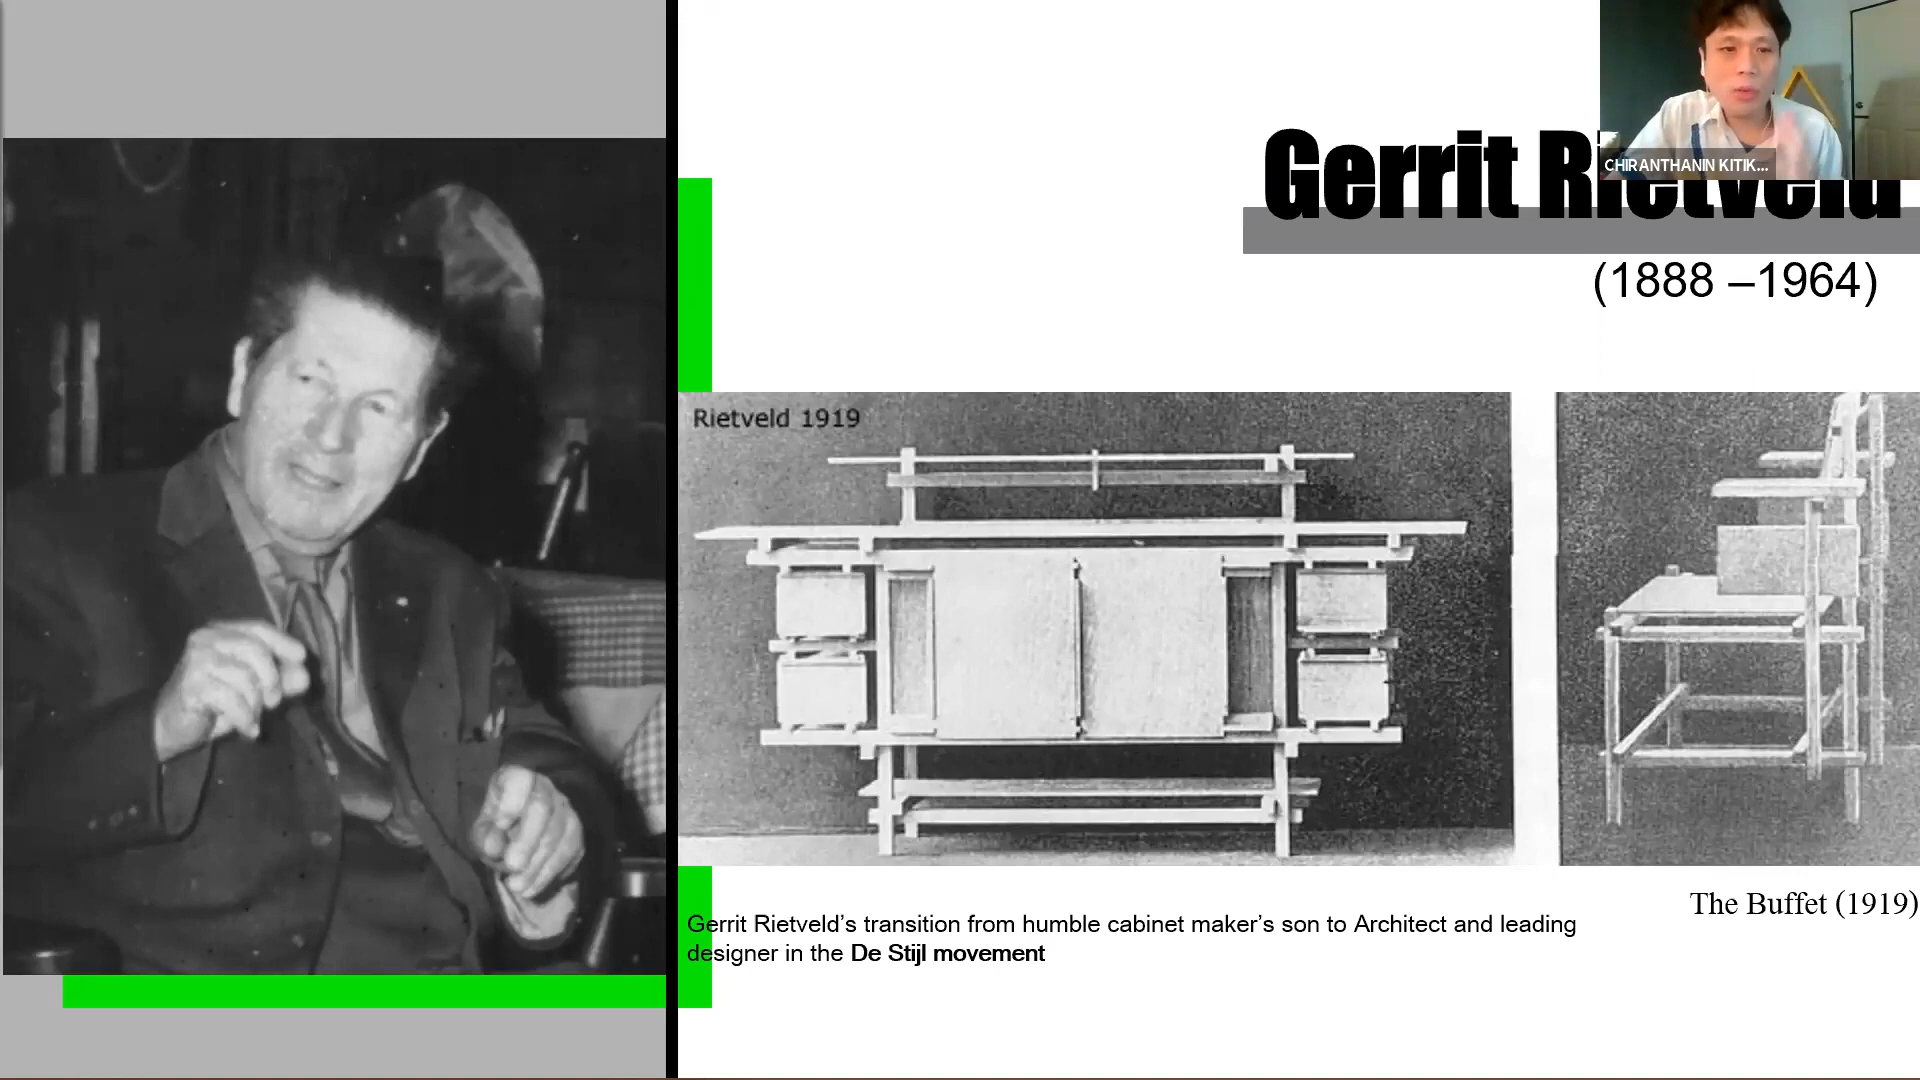 CHIRANTHANIN KITIK...
Gerrit Rietveld
(1888 –1964)
Rietveld 1919
The Buffet (1919)
Gerrit Rietveld’s transition from humble cabinet maker’s son to Architect and leading
designer in the De Stijl movement